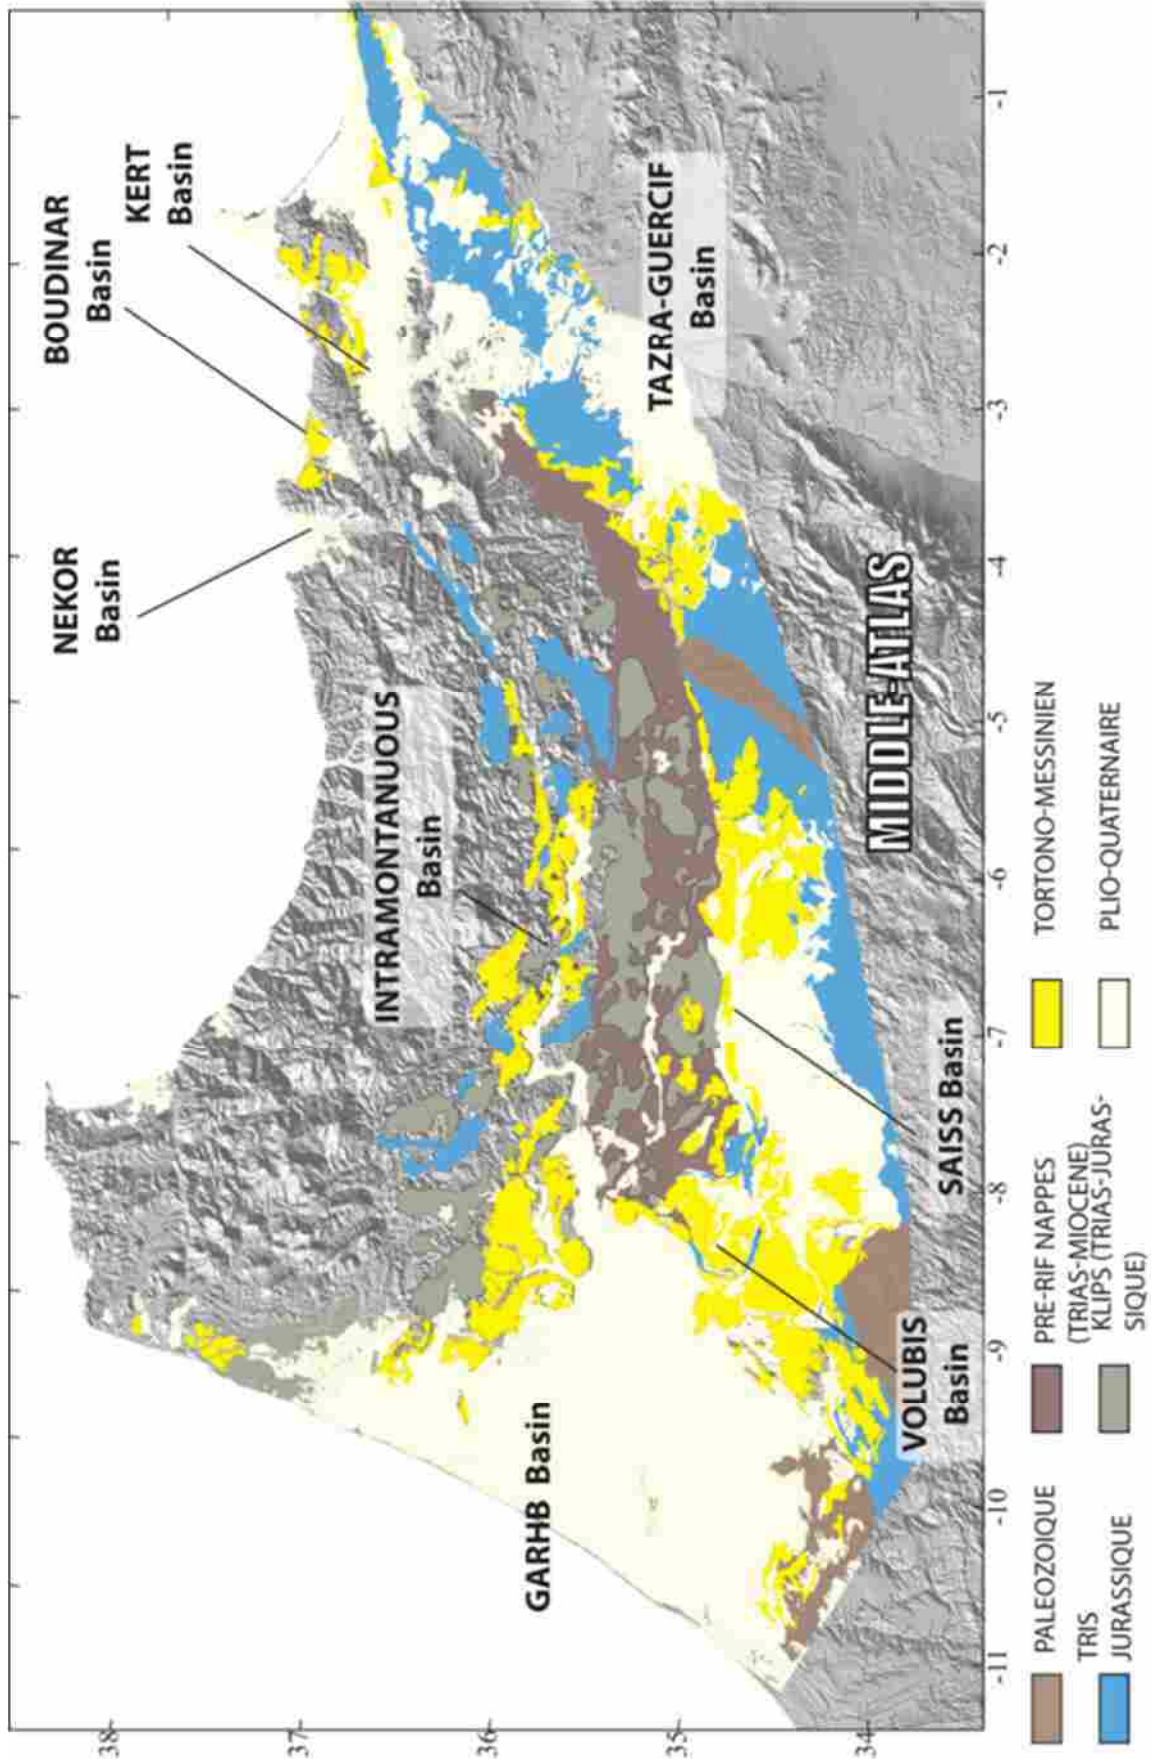 BOUDINAR
Basin
KERT
Basin
NEKOR
Basin
INTRAMONTANUOUS
Basin
TAZRA-GUERCIF
Basin
GARHB Basin
MIDDLE-ATLAS
SAISS Basin
VOLUBIS
Basin
38
37
36
35
34
-11
-10
-9
-8
-7
-6
-5
-4
-3
-2
-1
PALEOZOIQUE
TRIS
JURASSIQUE
PRE-RIF NAPPES
(TRIAS-MIOCENE)
KLIPS (TRIAS-JURAS-
SIQUE)
TORTONO-MESSINIEN
PLIO-QUATERNAIRE